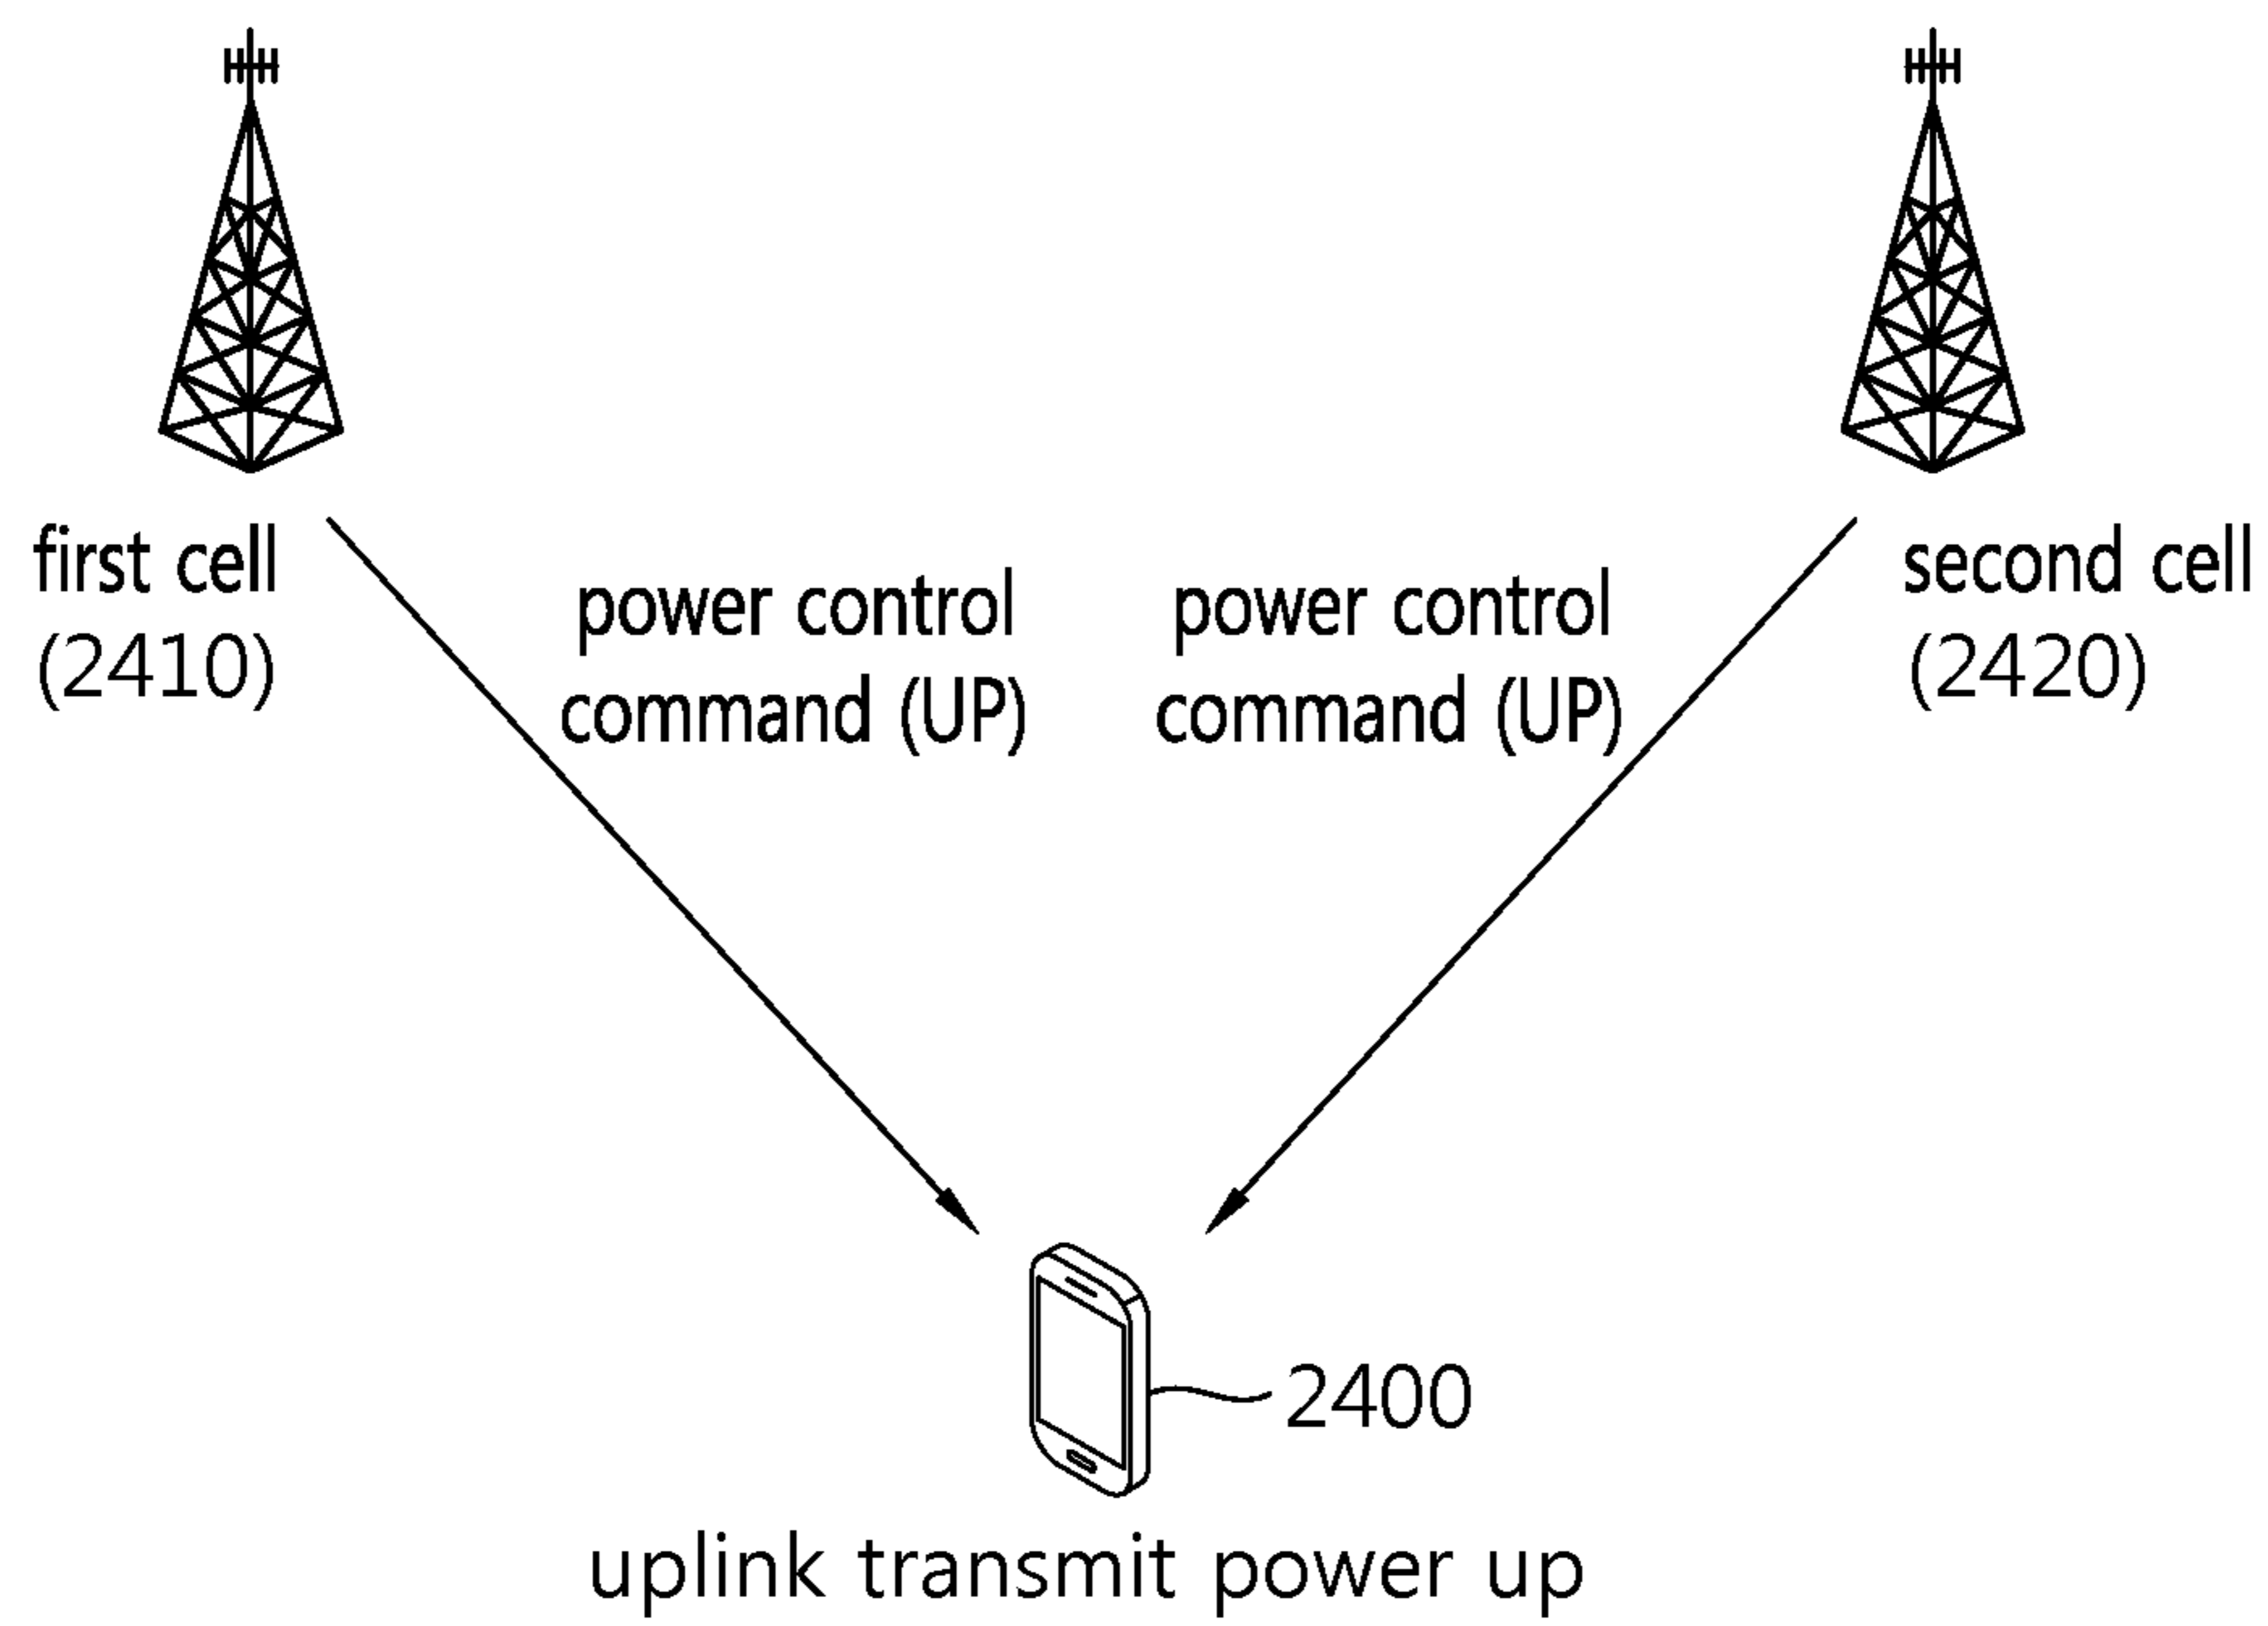 first cell
(2410)
power control
command (UP)
power control
command (UP)
second cell
(2420)
2400
uplink transmit power up